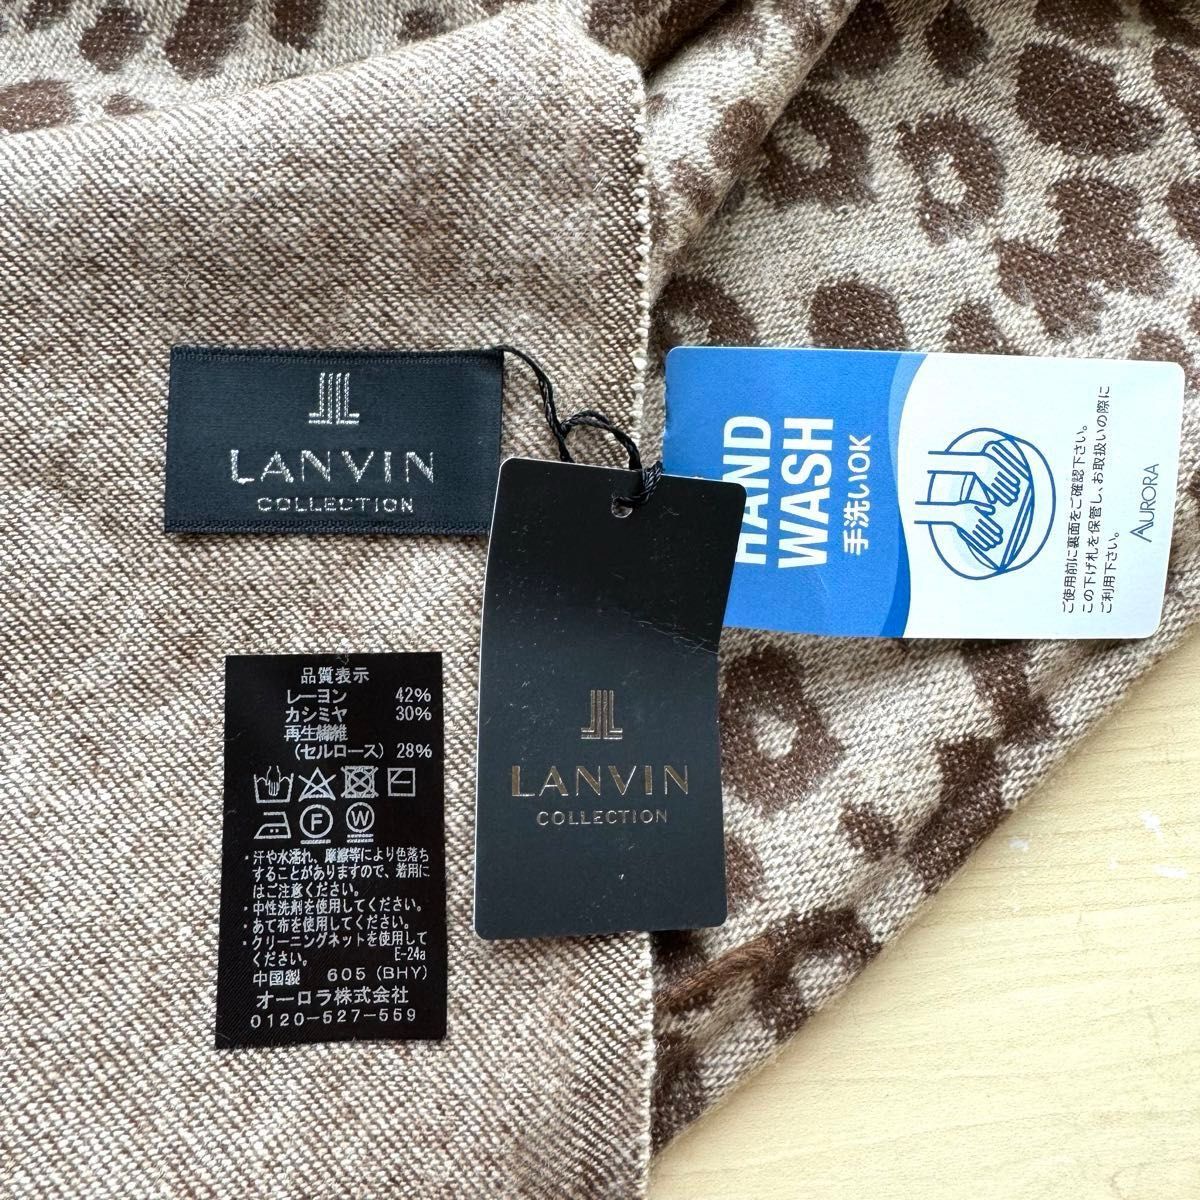 LANVIN
COLLECTION
品質表示
レーヨン 42%
カシミヤ 30%
再生繊維
(セルロース) 28%
F
W
・汗や水濡れ、摩擦等により色落ち
することがありますので、着用に
はご注意ください。
・中性洗剤を使用してください。
・あて布を使用してください。
・クリーニングネットを使用して
ください。 E-24a
中国製 605 (BHY)
オーロラ株式会社
0120-527-559
LANVIN
COLLECTION
HAND
WASH
手洗いOK
ご使用前に裏面をご確認下さい。
この下げ札を保管し、お取扱いの際に
ご利用下さい。
AURORA